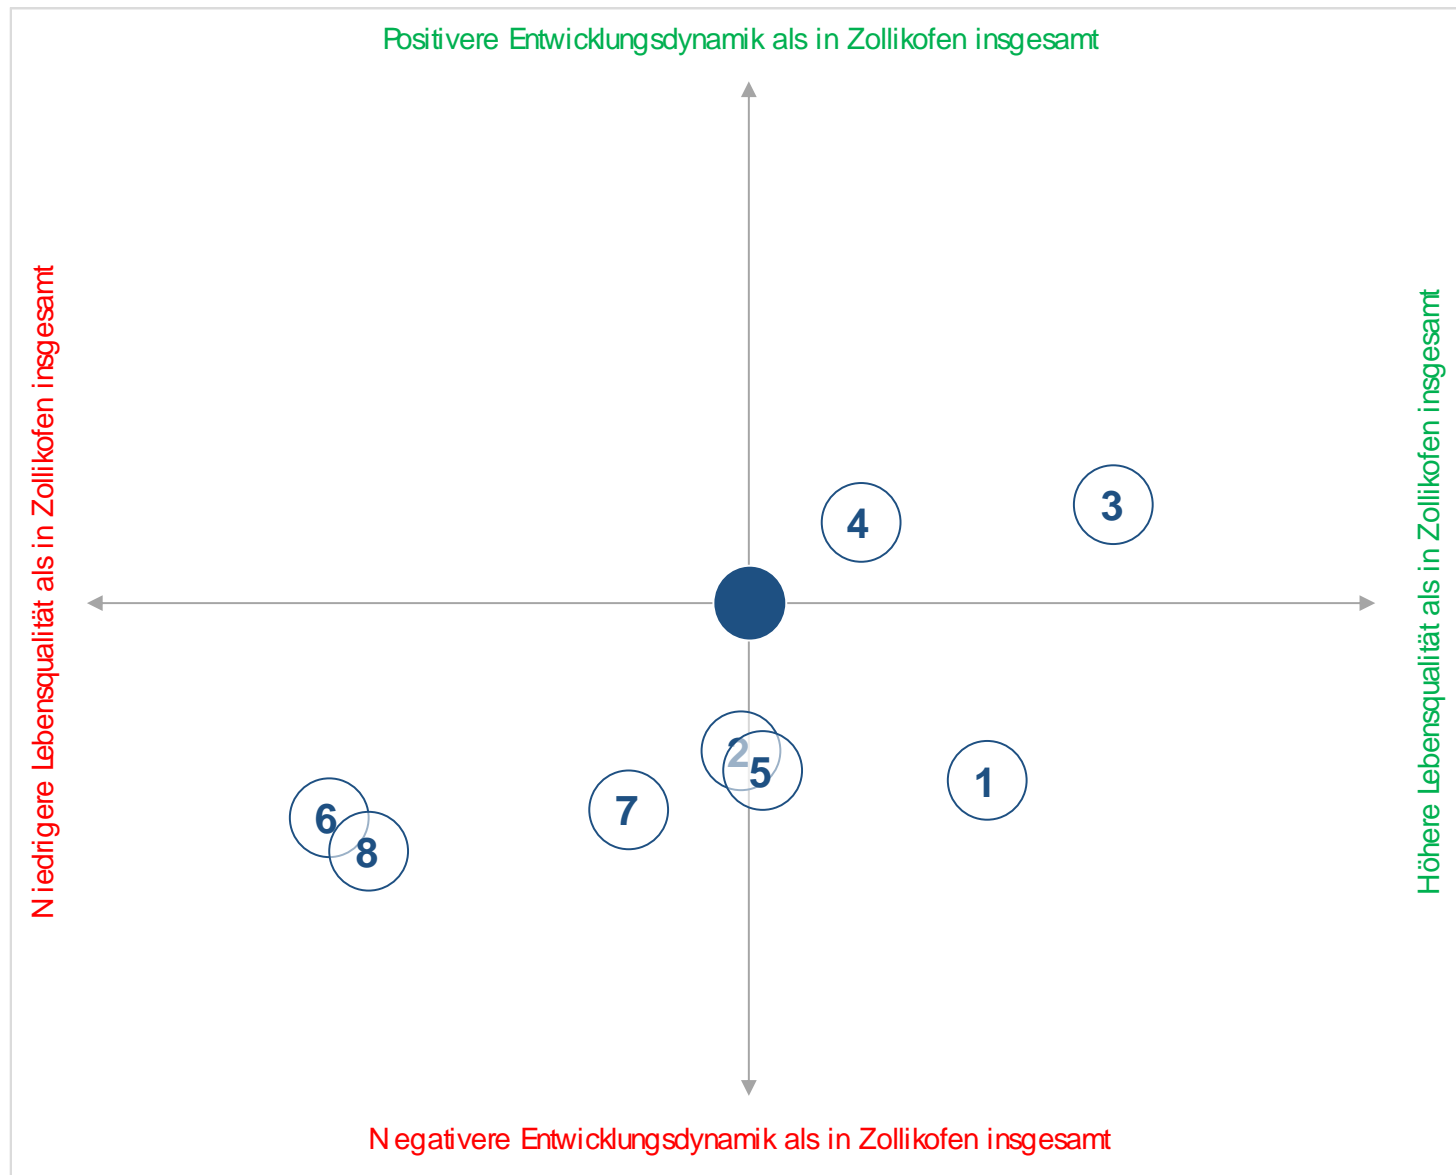 Positivere Entwicklungsdynamik als in Zollikofen insgesamt
Niedrigere Lebensqualität als in Zollikofen insgesamt
Höhere Lebensqualität als in Zollikofen insgesamt
3
4
2
5
1
7
6
8
Negativere Entwicklungsdynamik als in Zollikofen insgesamt